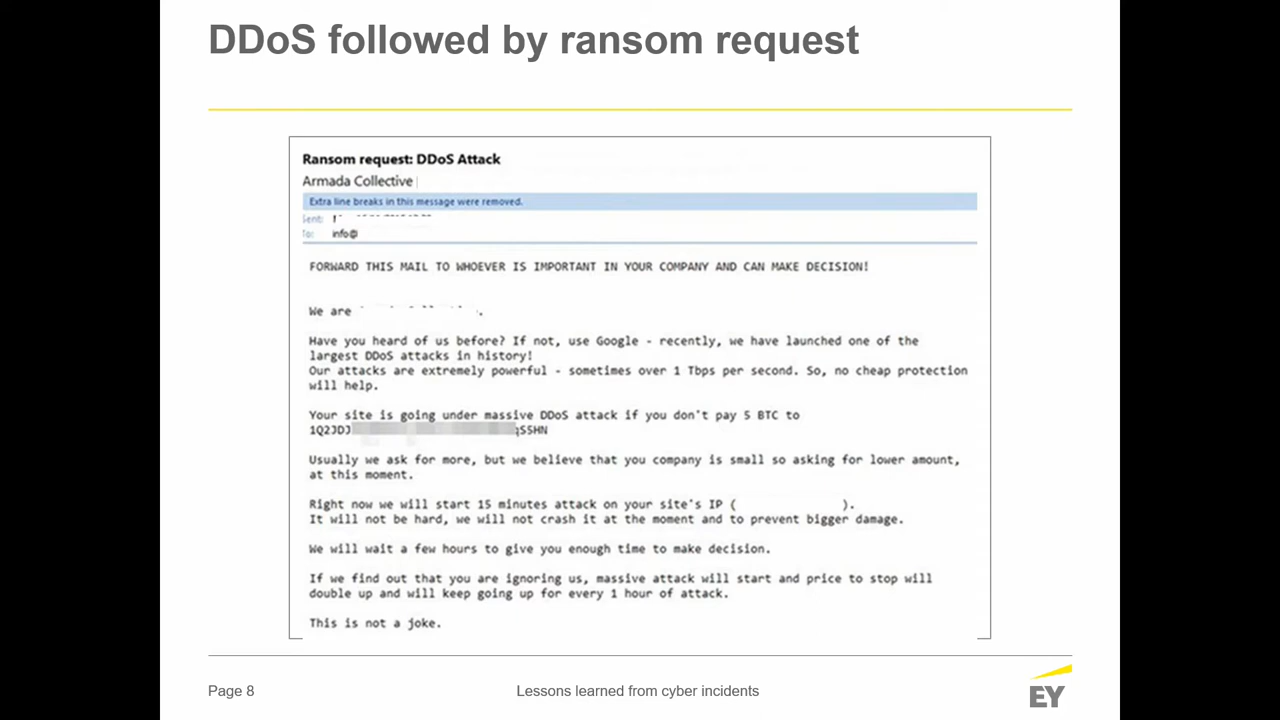 DDoS followed by ransom request
Ransom request: DDoS Attack
Armada Collective
Extra line breaks in this message were removed.
Sent:
To: info@
FORWARD THIS MAIL TO WHOEVER IS IMPORTANT IN YOUR COMPANY AND CAN MAKE DECISION!
We are .
Have you heard of us before? If not, use Google - recently, we have launched one of the
largest DDoS attacks in history!
Our attacks are extremely powerful - sometimes over 1 Tbps per second. So, no cheap protection
will help.
Your site is going under massive DDoS attack if you don't pay 5 BTC to
1Q2JDJ qS5HN
Usually we ask for more, but we believe that you company is small so asking for lower amount,
at this moment.
Right now we will start 15 minutes attack on your site's IP ( ).
It will not be hard, we will not crash it at the moment and to prevent bigger damage.
We will wait a few hours to give you enough time to make decision.
If we find out that you are ignoring us, massive attack will start and price to stop will
double up and will keep going up for every 1 hour of attack.
This is not a joke.
Page 8
Lessons learned from cyber incidents
EY